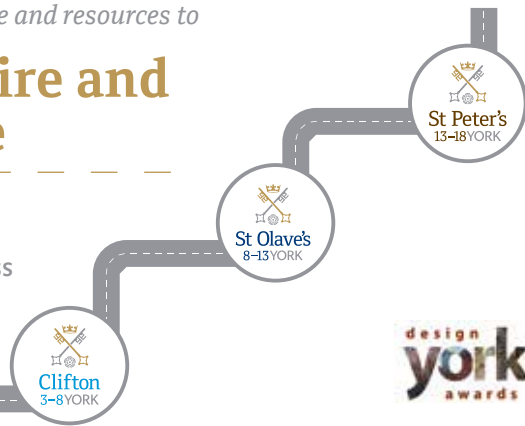 e and resources to
ire and
e
St Peter's
13–18YORK
St Olave's
8–13YORK
ss
Clifton
3–8YORK
design
york
awards